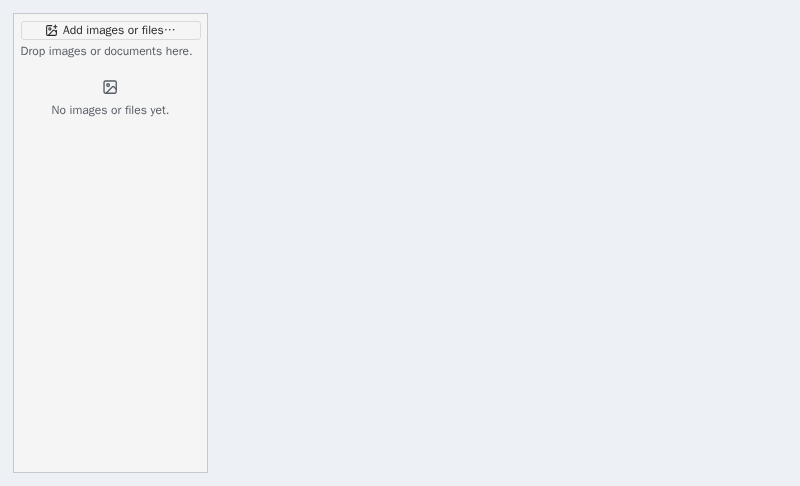 Add images or files⋯
Drop images or documents here.
No images or files yet.